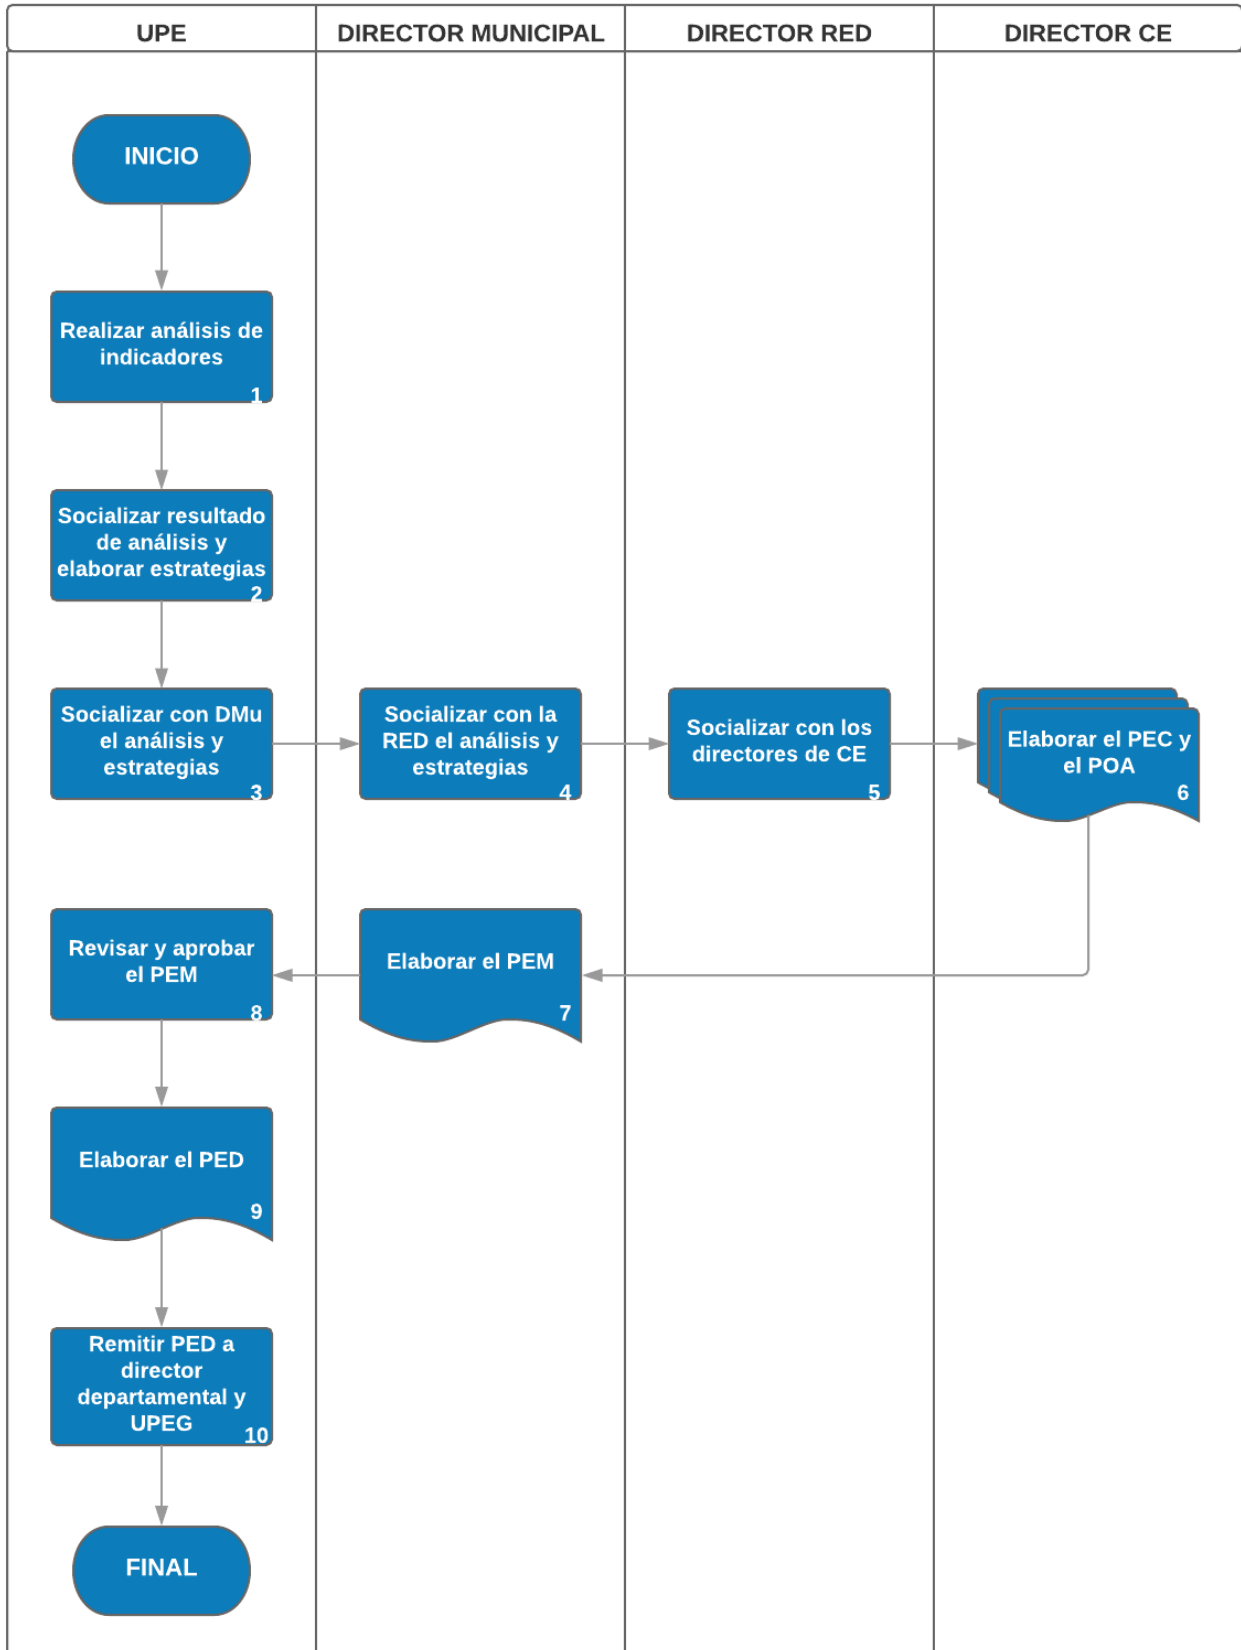 UPE
DIRECTOR MUNICIPAL
DIRECTOR RED
DIRECTOR CE
INICIO
Realizar análisis de
indicadores
1
Socializar resultado
de análisis y
elaborar estrategias
2
Socializar con DMu
el análisis y
estrategias
3
Socializar con la
RED el análisis y
estrategias
4
Socializar con los
directores de CE
5
Elaborar el PEC y
el POA
6
Elaborar el PEM
7
Revisar y aprobar
el PEM
8
Elaborar el PED
9
Remitir PED a
director
departamental y
UPEG
10
FINAL